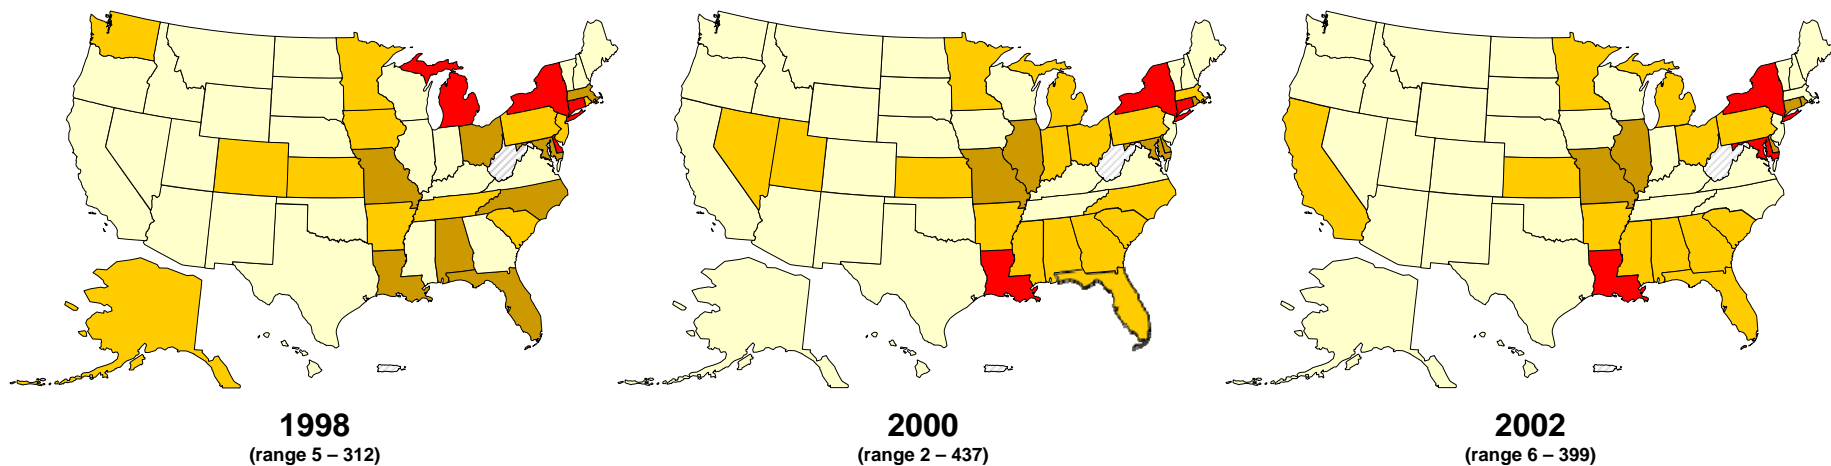 1998
(range 5 – 312)
2000
(range 2 – 437)
2002
(range 6 – 399)